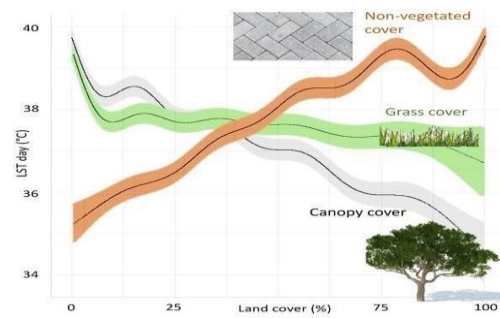 40
Non-vegetated
cover
38
Grass cover
LST day (°C)
36
Canopy cover
34
0
25
Land cover (%)
75
100